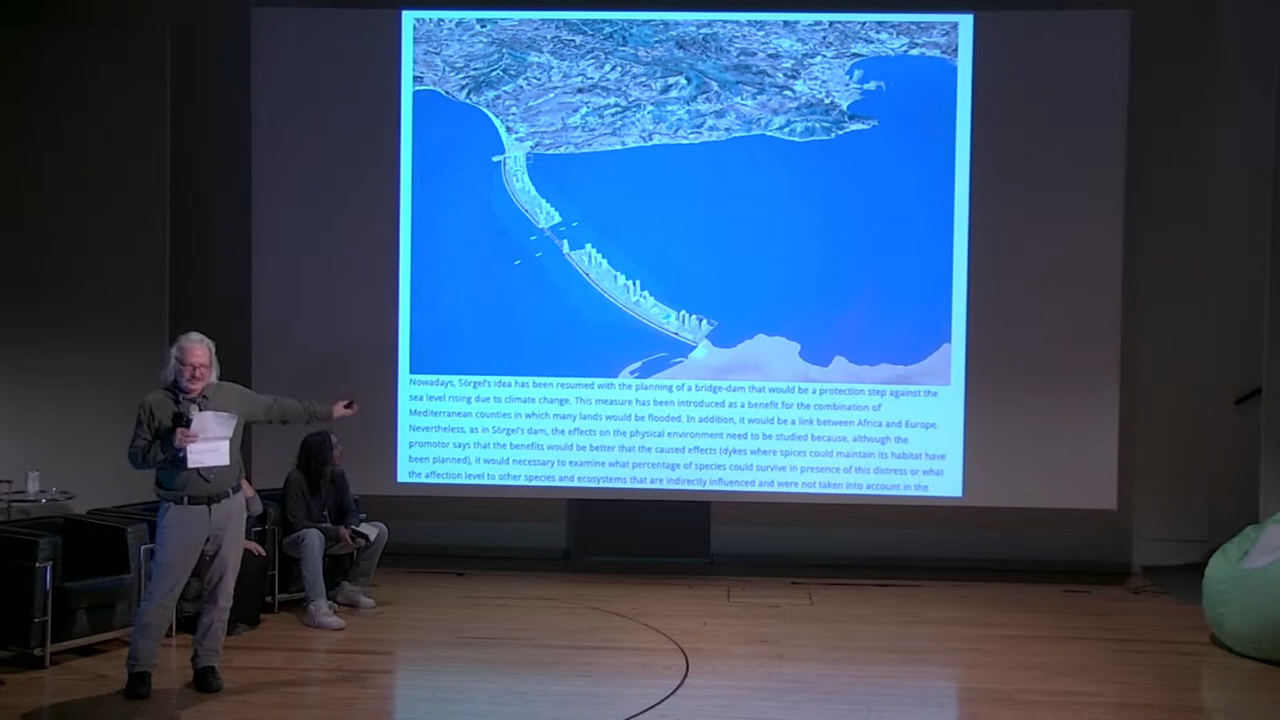 Nowadays, Sörgel's idea has been resumed with the planning of a bridge-dam that would be a protection step against the
sea level rising due to climate change. This measure has been introduced as a benefit for the combination of
Mediterranean counties in which many lands would be flooded. In addition, it would be a link between Africa and Europe.
Nevertheless, as in Sörgel's dam, the effects on the physical environment need to be studied because, although the
promotor says that the benefits would be better that the caused effects (dykes where spices could maintain its habitat have
been planned), it would necessary to examine what percentage of species could survive in presence of this distress or what
the affection level to other species and ecosystems that are indirectly influenced and were not taken into account in the